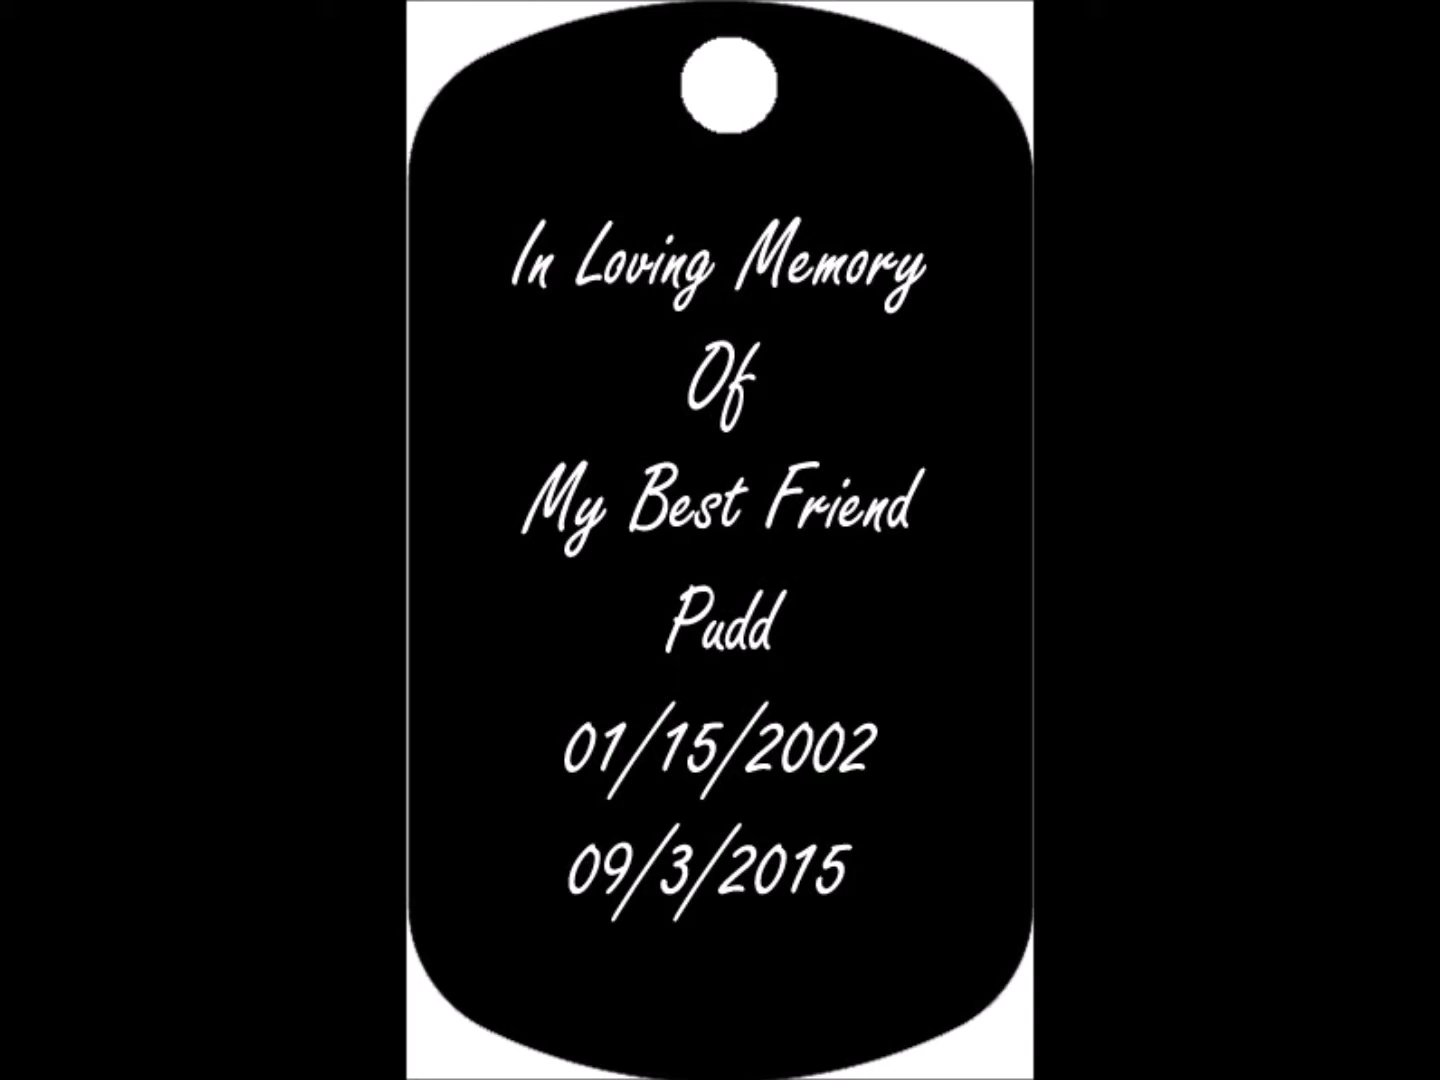 In Loving Memory
Of
My Best Friend
Pudd
01/15/2002
09/3/2015